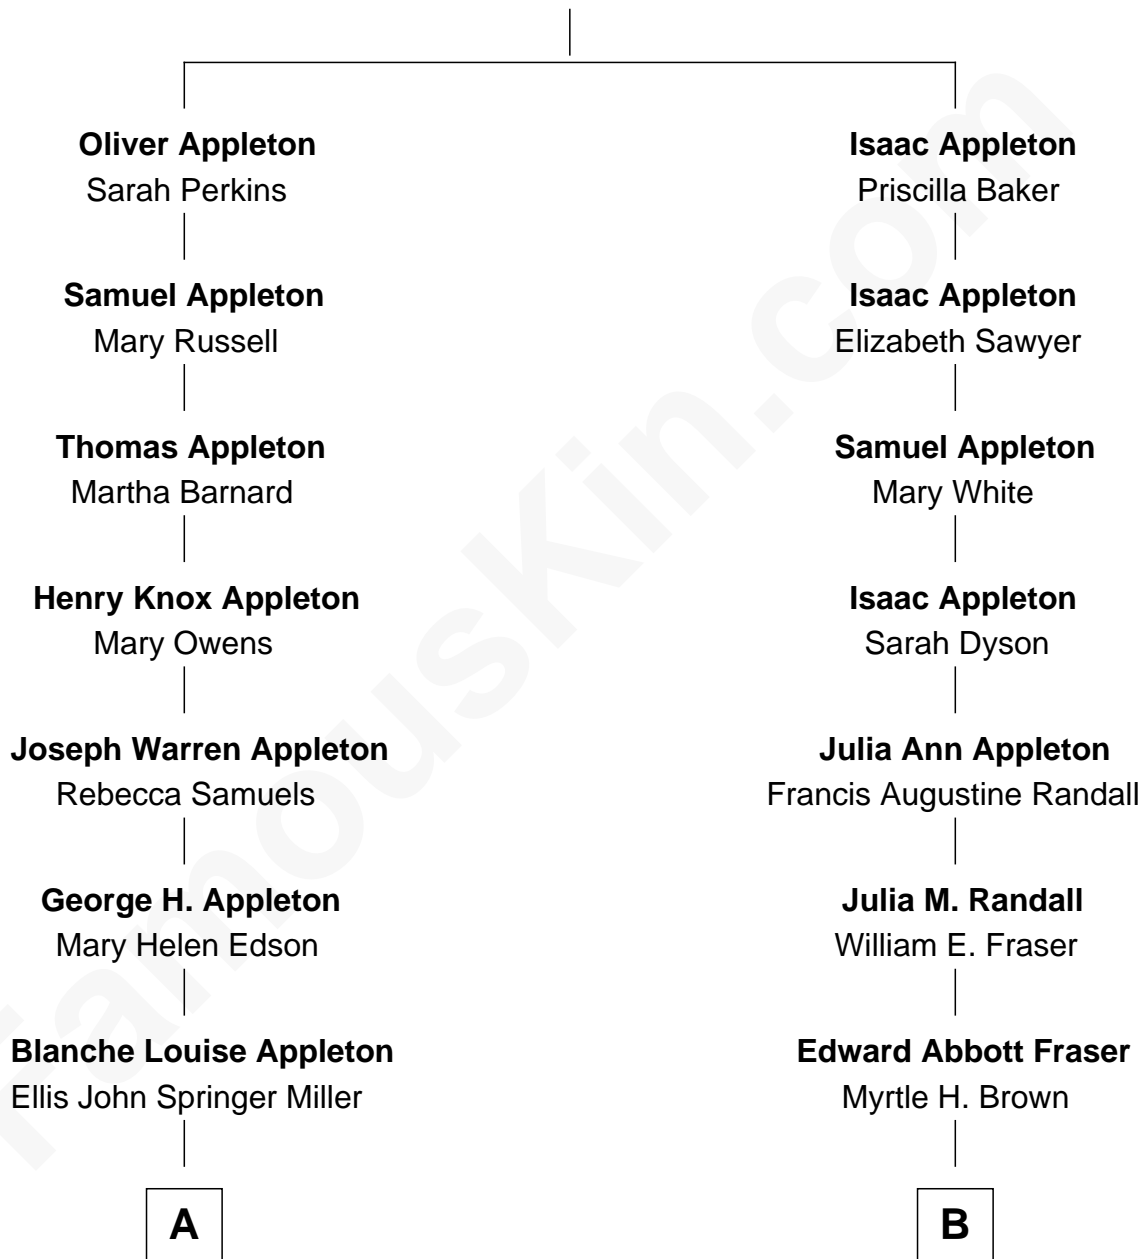 Oliver Appleton
Sarah Perkins
Samuel Appleton
Mary Russell
Thomas Appleton
Martha Barnard
Henry Knox Appleton
Mary Owens
Joseph Warren Appleton
Rebecca Samuels
George H. Appleton
Mary Helen Edson
Blanche Louise Appleton
Ellis John Springer Miller
A
Isaac Appleton
Priscilla Baker
Isaac Appleton
Elizabeth Sawyer
Samuel Appleton
Mary White
Isaac Appleton
Sarah Dyson
Julia Ann Appleton
Francis Augustine Randall
Julia M. Randall
William E. Fraser
Edward Abbott Fraser
Myrtle H. Brown
B
FamousKin.com